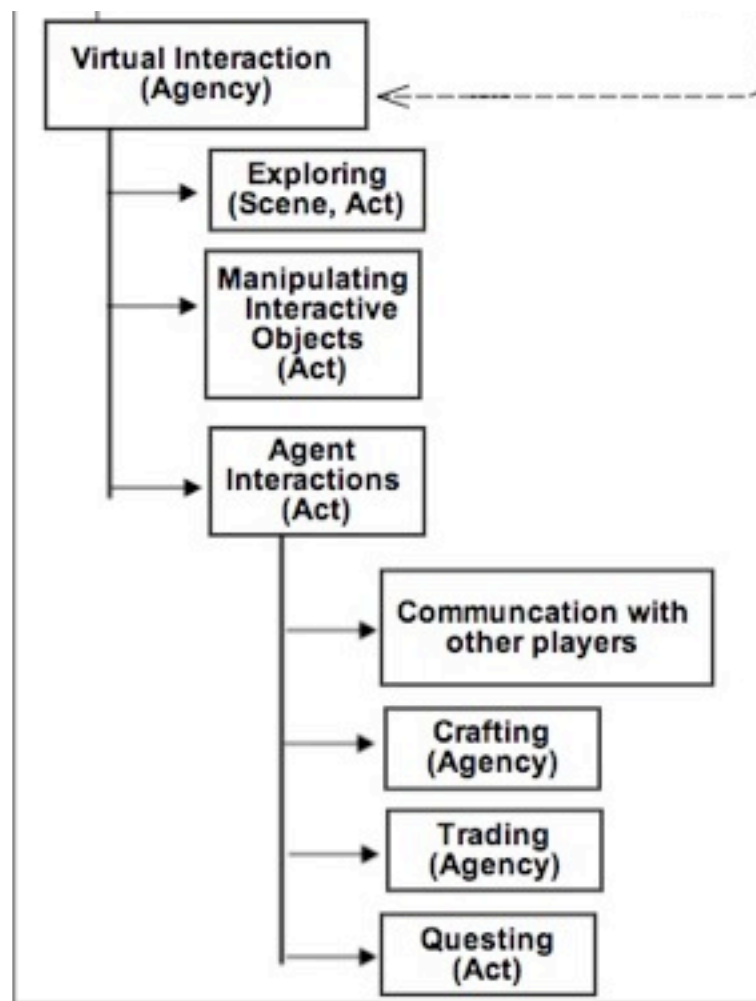 Virtual Interaction
(Agency)
Exploring
(Scene, Act)
Manipulating
Interactive
Objects
(Act)
Agent
Interactions
(Act)
Communcation with
other players
Crafting
(Agency)
Trading
(Agency)
Questing
(Act)